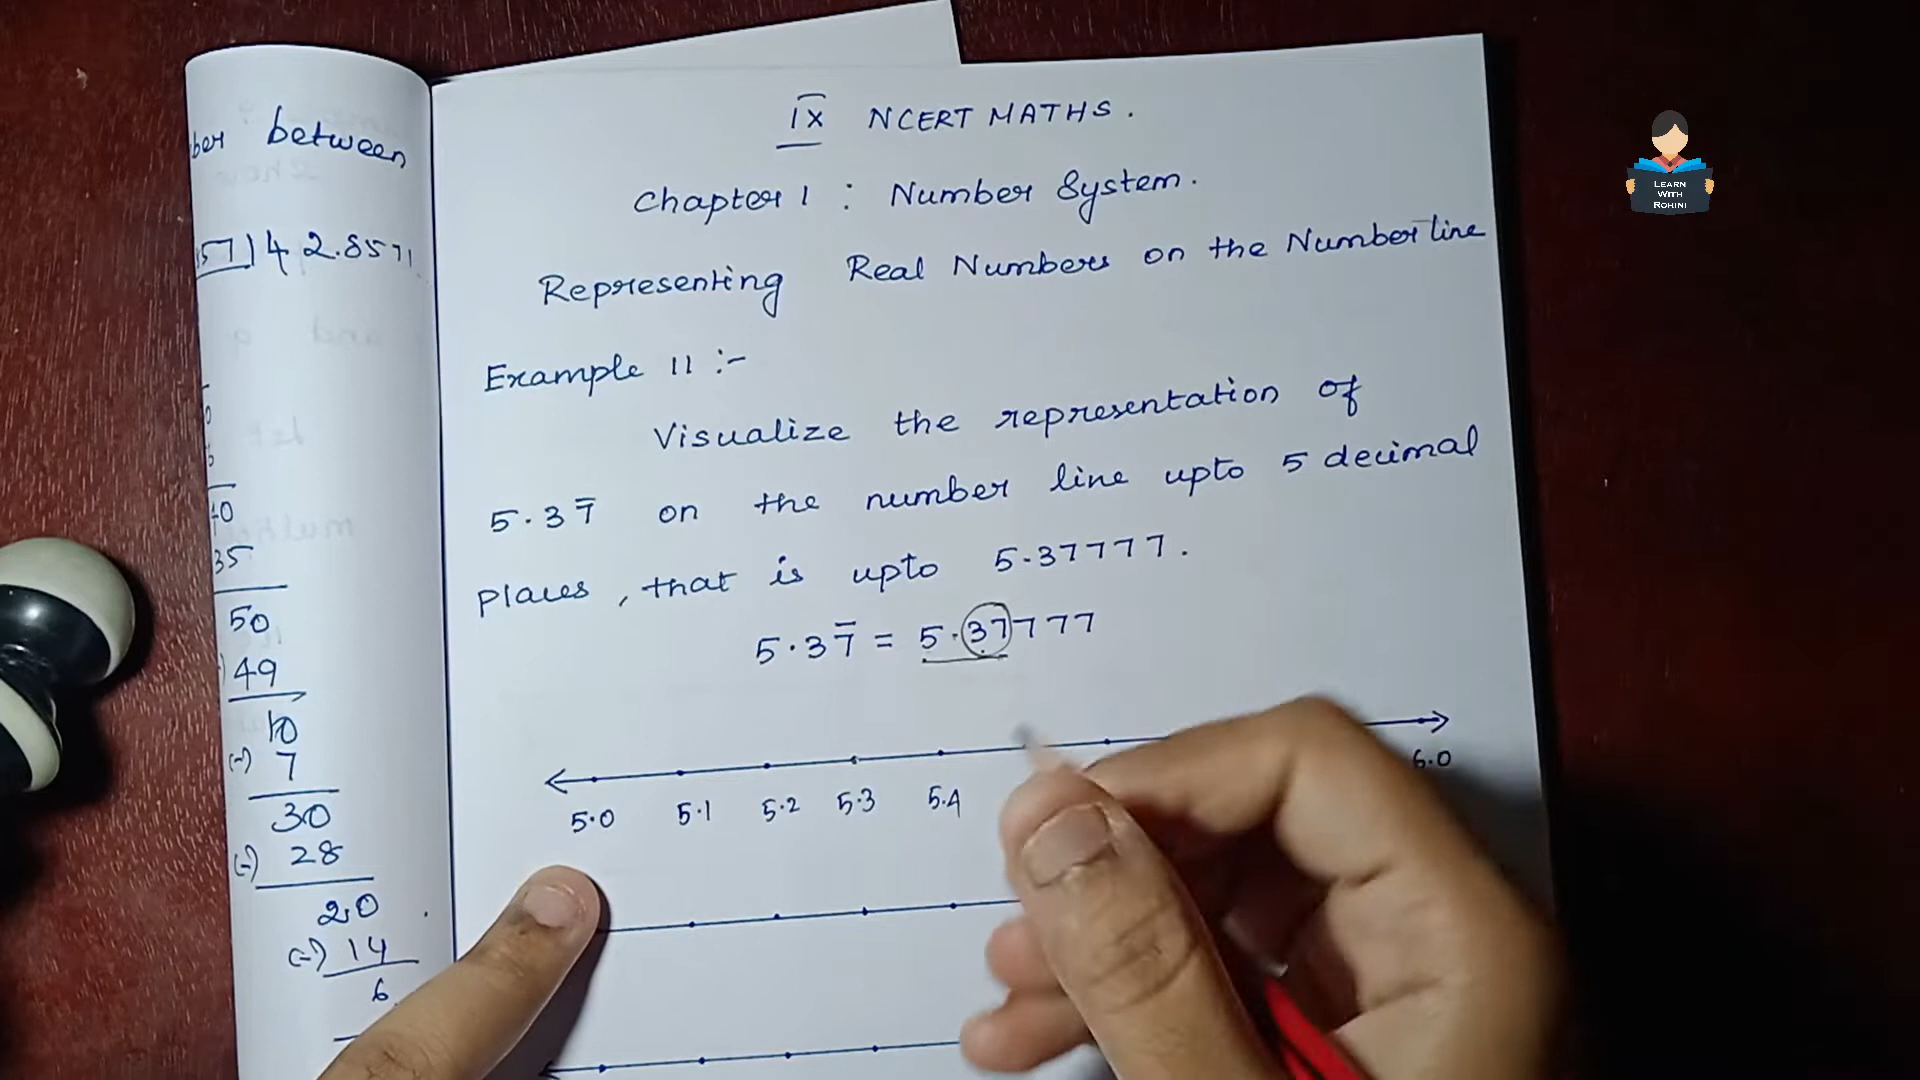 between
142.8571
40
35
50
49
10
(-) 7
30
(-) 28
20
(-) 14
6
IX NCERT MATHS.
Chapter 1 : Number System.
Representing Real Numbers on the Number line
Example 11 :-
Visualize the representation of
5.37̅ on the number line upto 5 decimal
places, that is upto 5.37777.
5.37̅ = 5.37777
5.0 5.1 5.2 5.3 5.4 6.0
LEARN
WITH
ROHINI